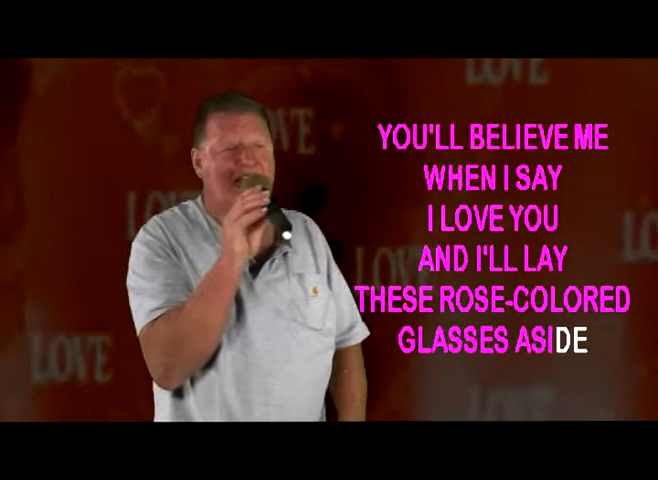 LOVE
LOVE
YOU'LL BELIEVE ME
WHEN I SAY
I LOVE YOU
AND I'LL LAY
THESE ROSE-COLORED
GLASSES ASIDE
LOVE
LOVE
LOVE
LOVE